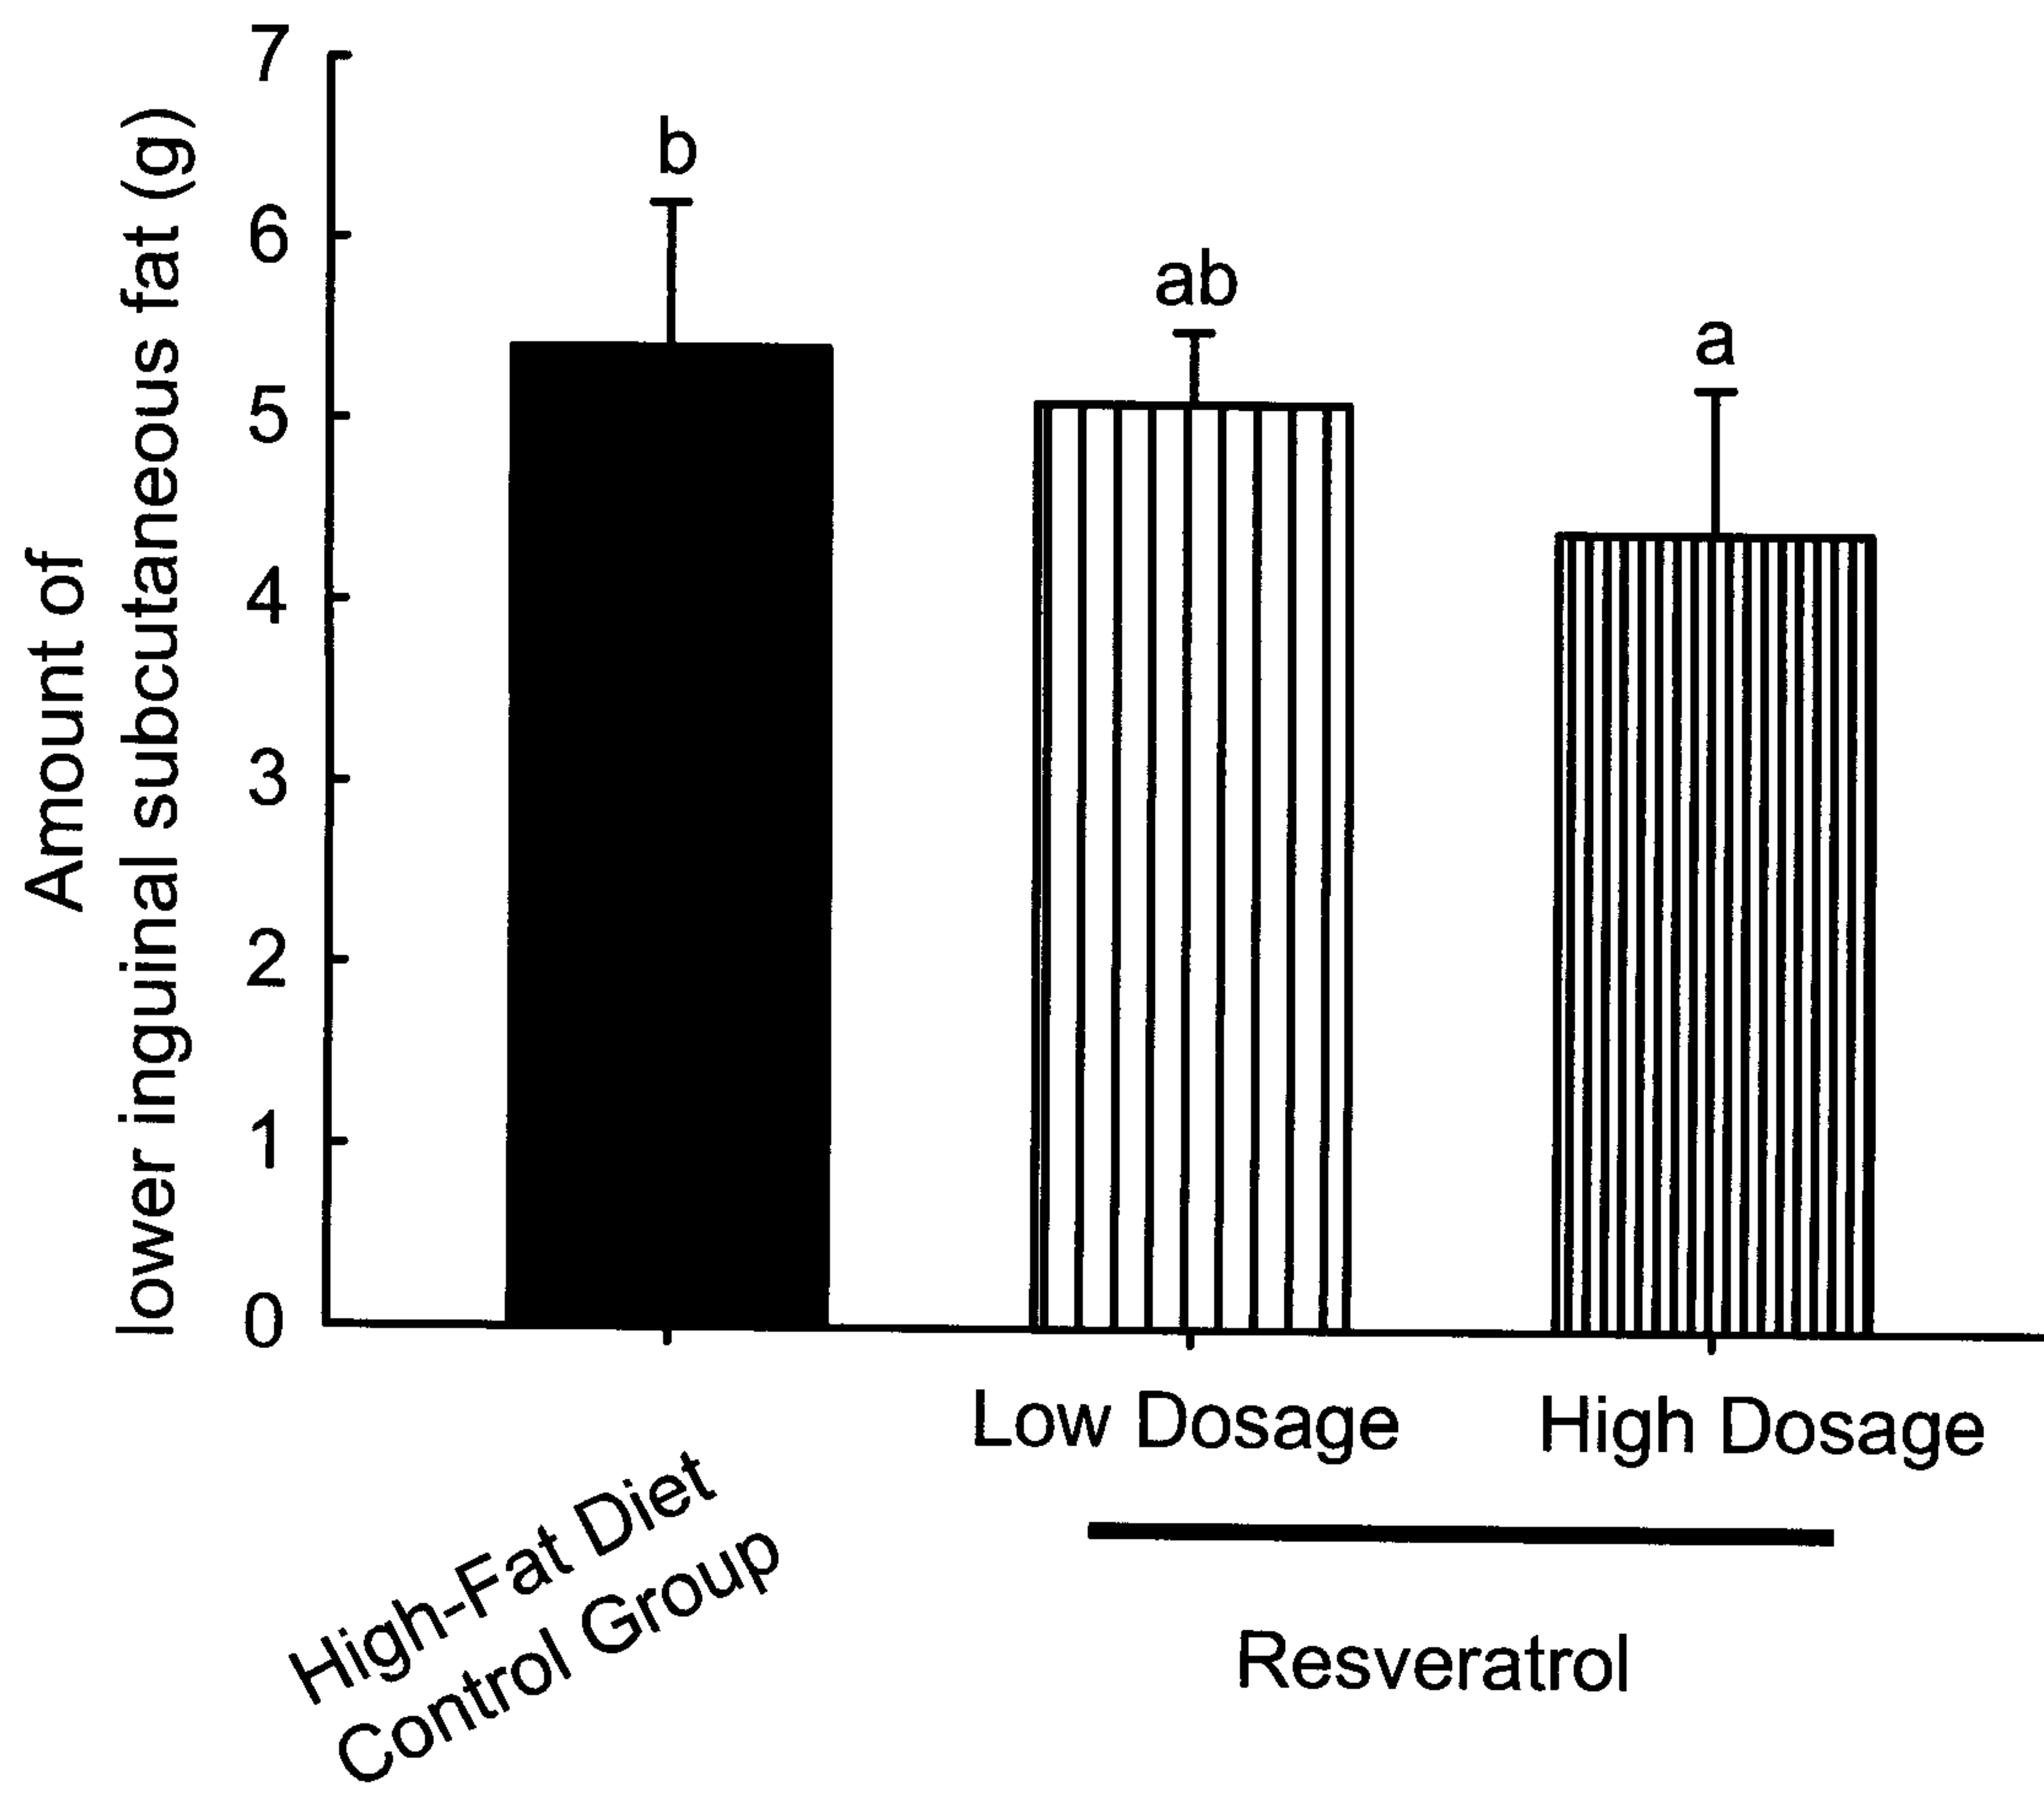 Amount of
lower inguinal subcutaneous fat (g)
7
6
5
4
3
2
1
0
b
ab
a
High-Fat Diet
Control Group
Low Dosage
High Dosage
Resveratrol